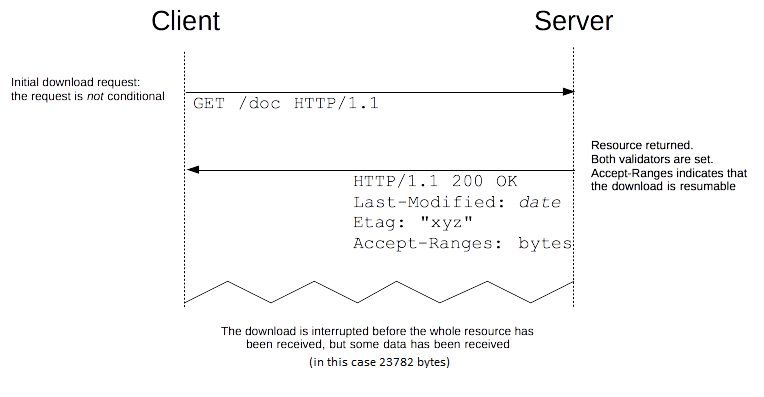 Client
Server
Initial download request:
the request is not conditional
GET /doc HTTP/1.1
Resource returned.
Both validators are set.
Accept-Ranges indicates that
the download is resumable
HTTP/1.1 200 OK
Last-Modified: date
Etag: "xyz"
Accept-Ranges: bytes
The download is interrupted before the whole resource has
been received, but some data has been received
(in this case 23782 bytes)